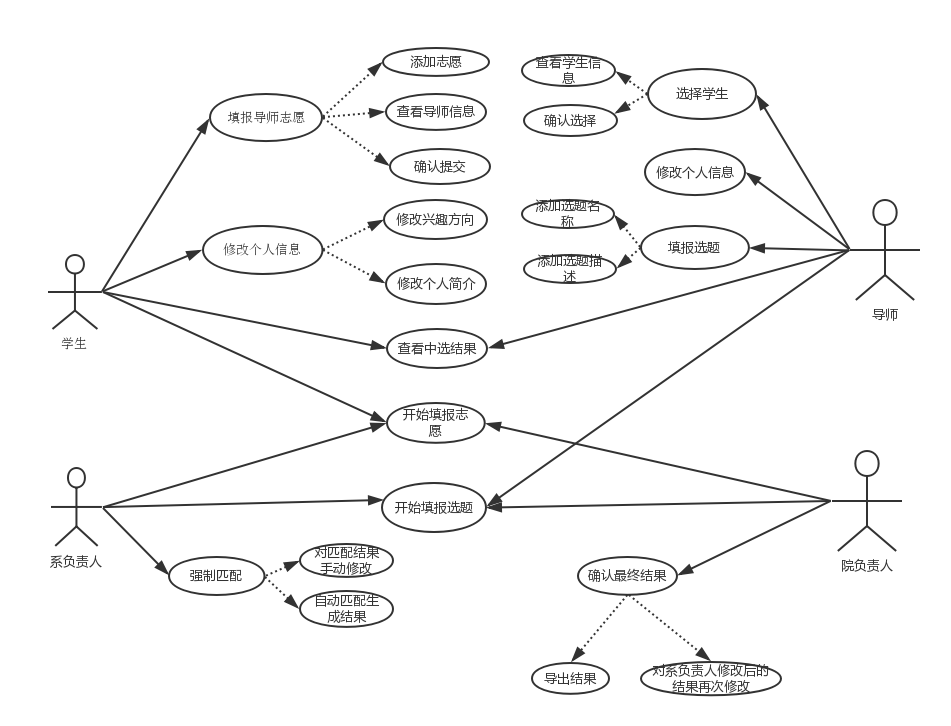 添加志愿
查看学生信
息
选择学生
填报导师志愿
查看导师信息
确认选择
确认提交
修改个人信息
修改兴趣方向
添加选题名
称
修改个人信息
填报选题
添加选题描
述
修改个人简介
导师
学生
查看中选结果
开始填报志
愿
开始填报选题
系负责人
院负责人
强制匹配
对匹配结果
手动修改
自动匹配生
成结果
确认最终结果
导出结果
对系负责人修改后的
结果再次修改